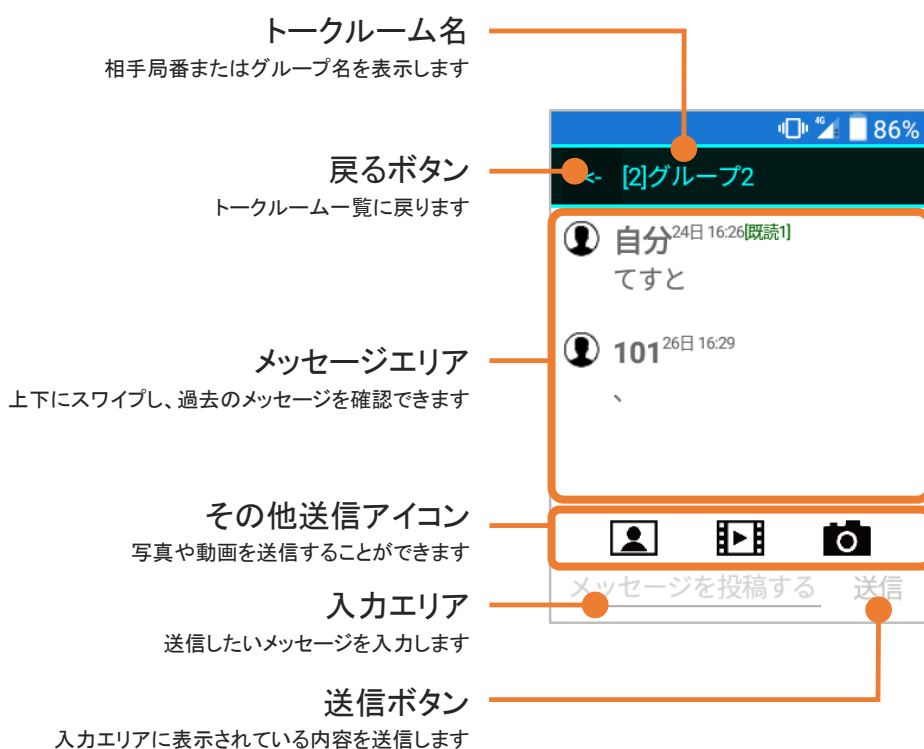 トークルーム名
相手局番またはグループ名を表示します
戻るボタン
トークルーム一覧に戻ります
メッセージエリア
上下にスワイプし、過去のメッセージを確認できます
その他送信アイコン
写真や動画を送信することができます
入力エリア
送信したいメッセージを入力します
送信ボタン
入力エリアに表示されている内容を送信します
4G 86%
<- [2]グループ2
自分24日 16:26[既読1]
てすと
10126日 16:29
、
メッセージを投稿する 送信